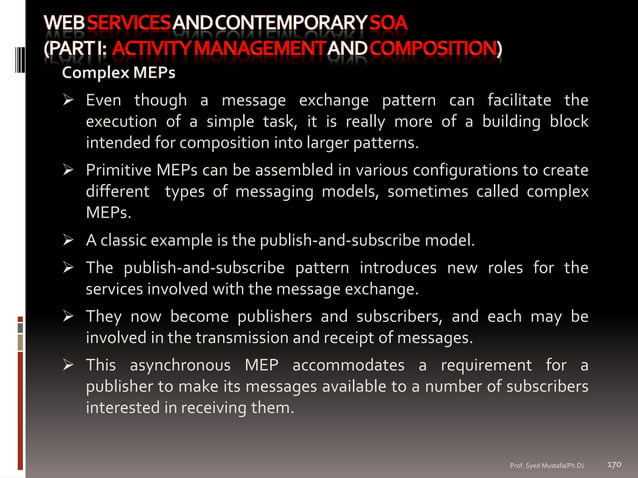 WEB SERVICES AND CONTEMPORARY SOA
(PART I: ACTIVITY MANAGEMENT AND COMPOSITION)
Complex MEPs
➢ Even though a message exchange pattern can facilitate the
execution of a simple task, it is really more of a building block
intended for composition into larger patterns.
➢ Primitive MEPs can be assembled in various configurations to create
different types of messaging models, sometimes called complex
MEPs.
➢ A classic example is the publish-and-subscribe model.
➢ The publish-and-subscribe pattern introduces new roles for the
services involved with the message exchange.
➢ They now become publishers and subscribers, and each may be
involved in the transmission and receipt of messages.
➢ This asynchronous MEP accommodates a requirement for a
publisher to make its messages available to a number of subscribers
interested in receiving them.
Prof. Syed Mustafa(Ph.D) 170